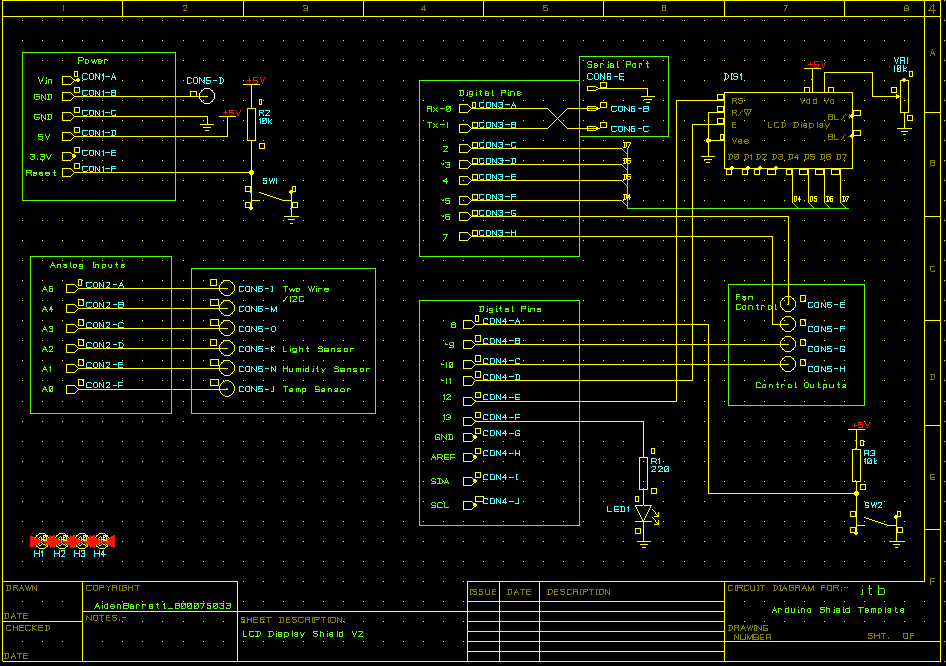 1 2 3 4 5 6 7 8 4
A
B
C
D
E
F
Power
Vin CON1-A
GND CON1-B
GND CON1-C
5V CON1-D
3.3V CON1-E
Reset CON1-F
CON5-D
+5V
+5V
R2
10k
SW1
Digital Pins
Rx-0 CON3-A
Tx-1 CON3-B
2 CON3-C
~3 CON3-D
4 CON3-E
~5 CON3-F
~6 CON3-G
7 CON3-H
D7
D6
D5
D4
Serial Port
CON6-E
CON6-B
CON6-C
DIS1
+5V
VR1
10k
RS Vdd Vo
R/W BL/
E LCD Display
Vss BL/
D0 D1 D2 D3 D4 D5 D6 D7
D4 D5 D6 D7
Analog Inputs
A5 CON2-A
A4 CON2-B
A3 CON2-C
A2 CON2-D
A1 CON2-E
A0 CON2-F
CON5-I Two Wire
/I2C
CON5-M
CON5-O
CON5-K Light Sensor
CON5-N Humidity Sensor
CON5-J Temp Sensor
Digital Pins
8 CON4-A
~9 CON4-B
~10 CON4-C
~11 CON4-D
12 CON4-E
13 CON4-F
GND CON4-G
AREF CON4-H
SDA CON4-I
SCL CON4-J
Fan
Control
CON5-E
CON5-F
CON5-G
CON5-H
Control Outputs
R1
220
LED1
+5V
R3
10k
SW2
H1 H2 H3 H4
DRAWN
DATE
CHECKED
DATE
COPYRIGHT
AidenBarrett_B00075033
NOTES:-
SHEET DESCRIPTION:
LCD Display Shield V2
ISSUE DATE DESCRIPTION
CIRCUIT DIAGRAM FOR:- itb
Arduino Shield Template
DRAWING
NUMBER
SHT. OF